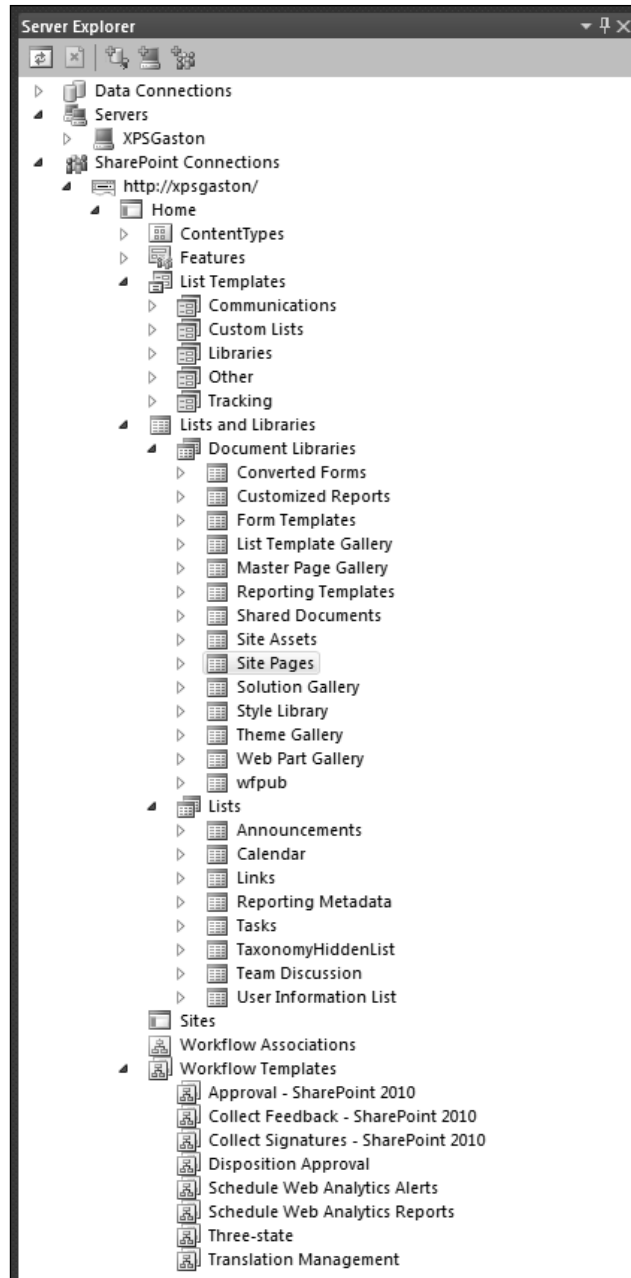 Server Explorer
Data Connections
Servers
XPSGaston
SharePoint Connections
http://xpsgaston/
Home
ContentTypes
Features
List Templates
Communications
Custom Lists
Libraries
Other
Tracking
Lists and Libraries
Document Libraries
Converted Forms
Customized Reports
Form Templates
List Template Gallery
Master Page Gallery
Reporting Templates
Shared Documents
Site Assets
Site Pages
Solution Gallery
Style Library
Theme Gallery
Web Part Gallery
wfpub
Lists
Announcements
Calendar
Links
Reporting Metadata
Tasks
TaxonomyHiddenList
Team Discussion
User Information List
Sites
Workflow Associations
Workflow Templates
Approval - SharePoint 2010
Collect Feedback - SharePoint 2010
Collect Signatures - SharePoint 2010
Disposition Approval
Schedule Web Analytics Alerts
Schedule Web Analytics Reports
Three-state
Translation Management